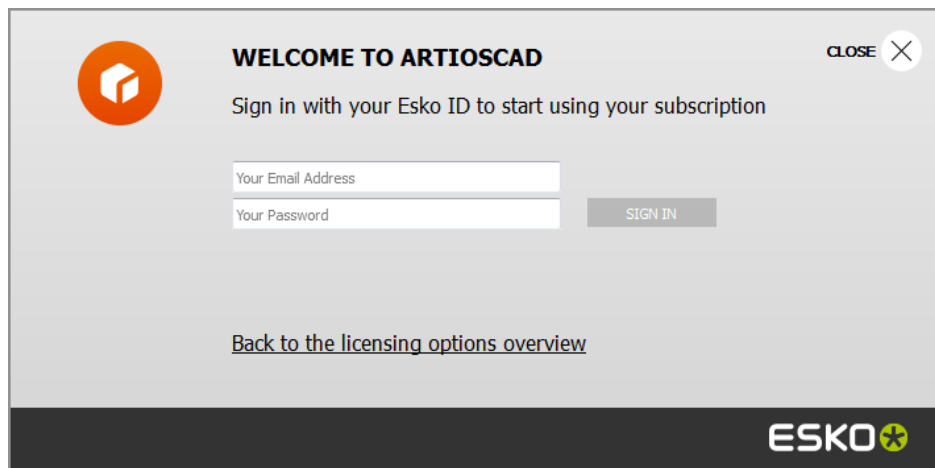 WELCOME TO ARTIOSCAD
CLOSE
Sign in with your Esko ID to start using your subscription
Your Email Address
Your Password
SIGN IN
Back to the licensing options overview
ESKO